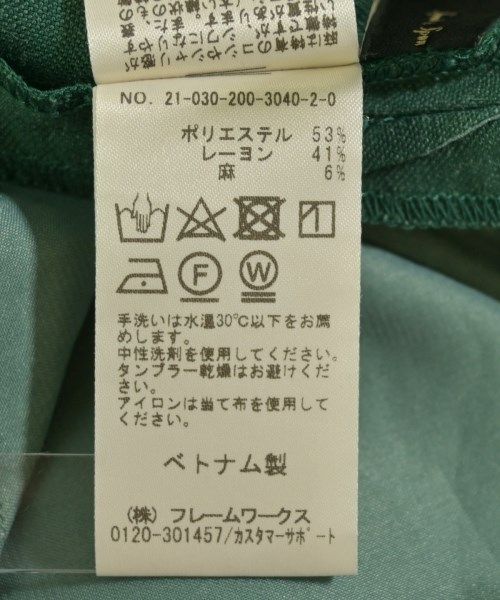 NO. 21-030-200-3040-2-0
ポリエステル 53%
レーヨン 41%
麻 6%
F W
手洗いは水温30℃以下をお薦
めします。
中性洗剤を使用してください。
タンブラー乾燥はお避けくだ
さい。
アイロンは当て布を使用して
ください。
ベトナム製
(株) フレームワークス
0120-301457/カスタマーサポート